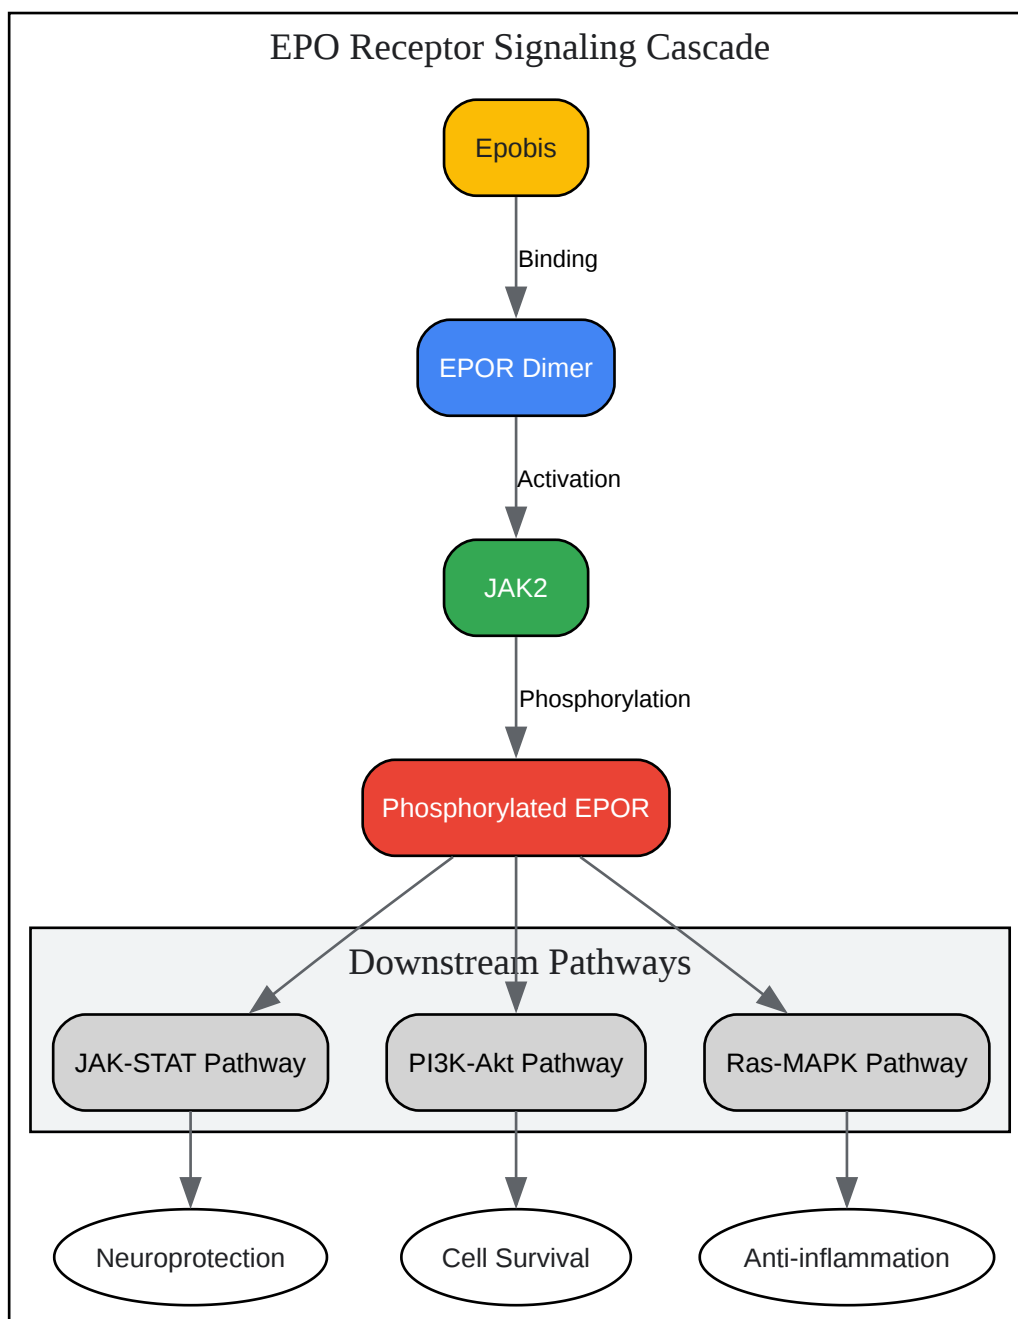 EPO Receptor Signaling Cascade
Epobis
Binding
EPOR Dimer
Activation
JAK2
Phosphorylation
Phosphorylated EPOR
Downstream Pathways
JAK-STAT Pathway
PI3K-Akt Pathway
Ras-MAPK Pathway
Neuroprotection
Cell Survival
Anti-inflammation